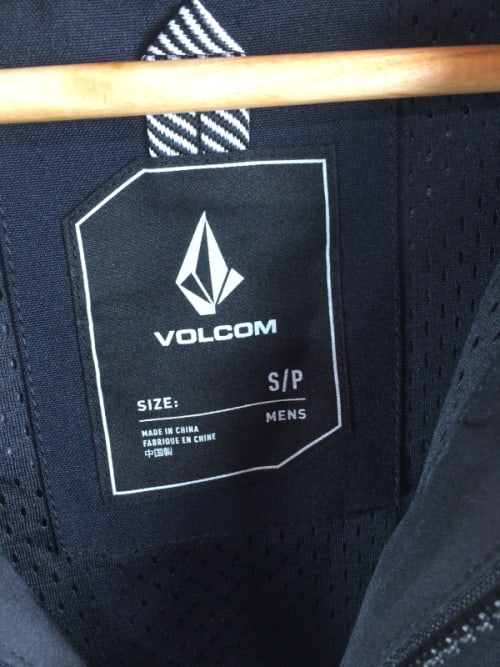 VOLCOM
SIZE: S/P
MENS
MADE IN CHINA
FABRIQUE EN CHINE
中国製